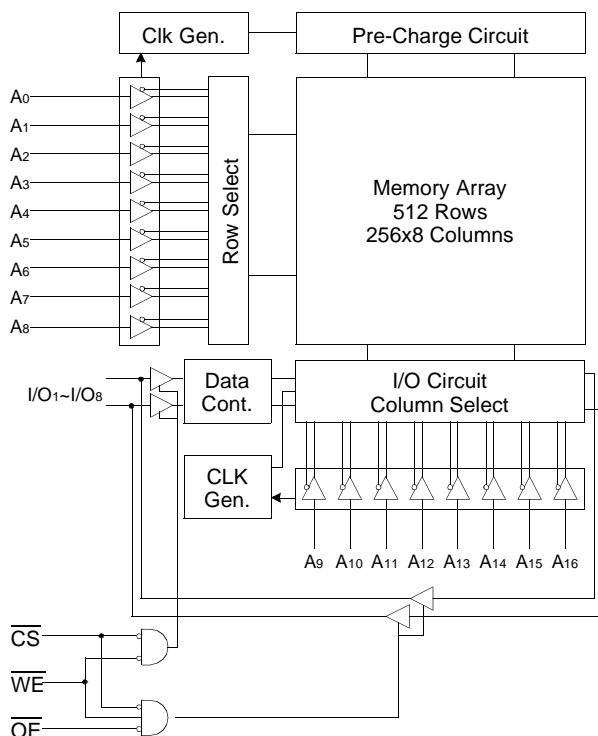 Clk Gen.
Pre-Charge Circuit
A0
A1
A2
A3
A4
A5
A6
A7
A8
Row Select
Memory Array
512 Rows
256x8 Columns
I/O1~I/O8
Data
Cont.
I/O Circuit
Column Select
CLK
Gen.
A9 A10 A11 A12 A13 A14 A15 A16
CS
WE
OE